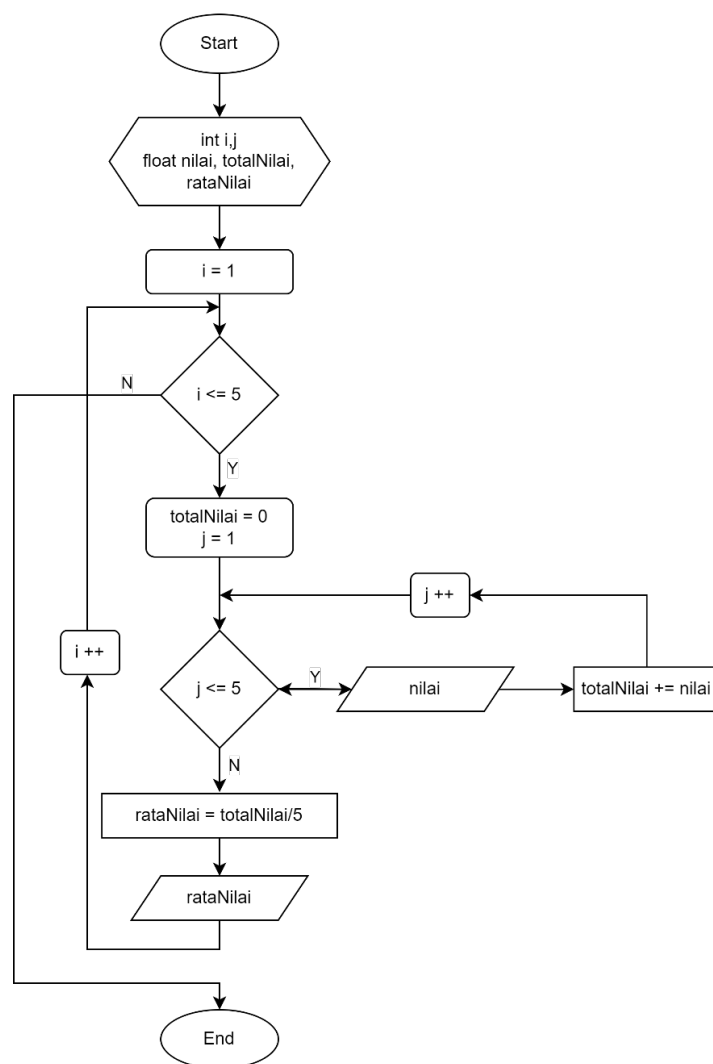 Start
int i,j
float nilai, totalNilai,
rataNilai
i = 1
N
i <= 5
Y
totalNilai = 0
j = 1
j ++
i ++
j <= 5
Y
nilai
totalNilai += nilai
N
rataNilai = totalNilai/5
rataNilai
End